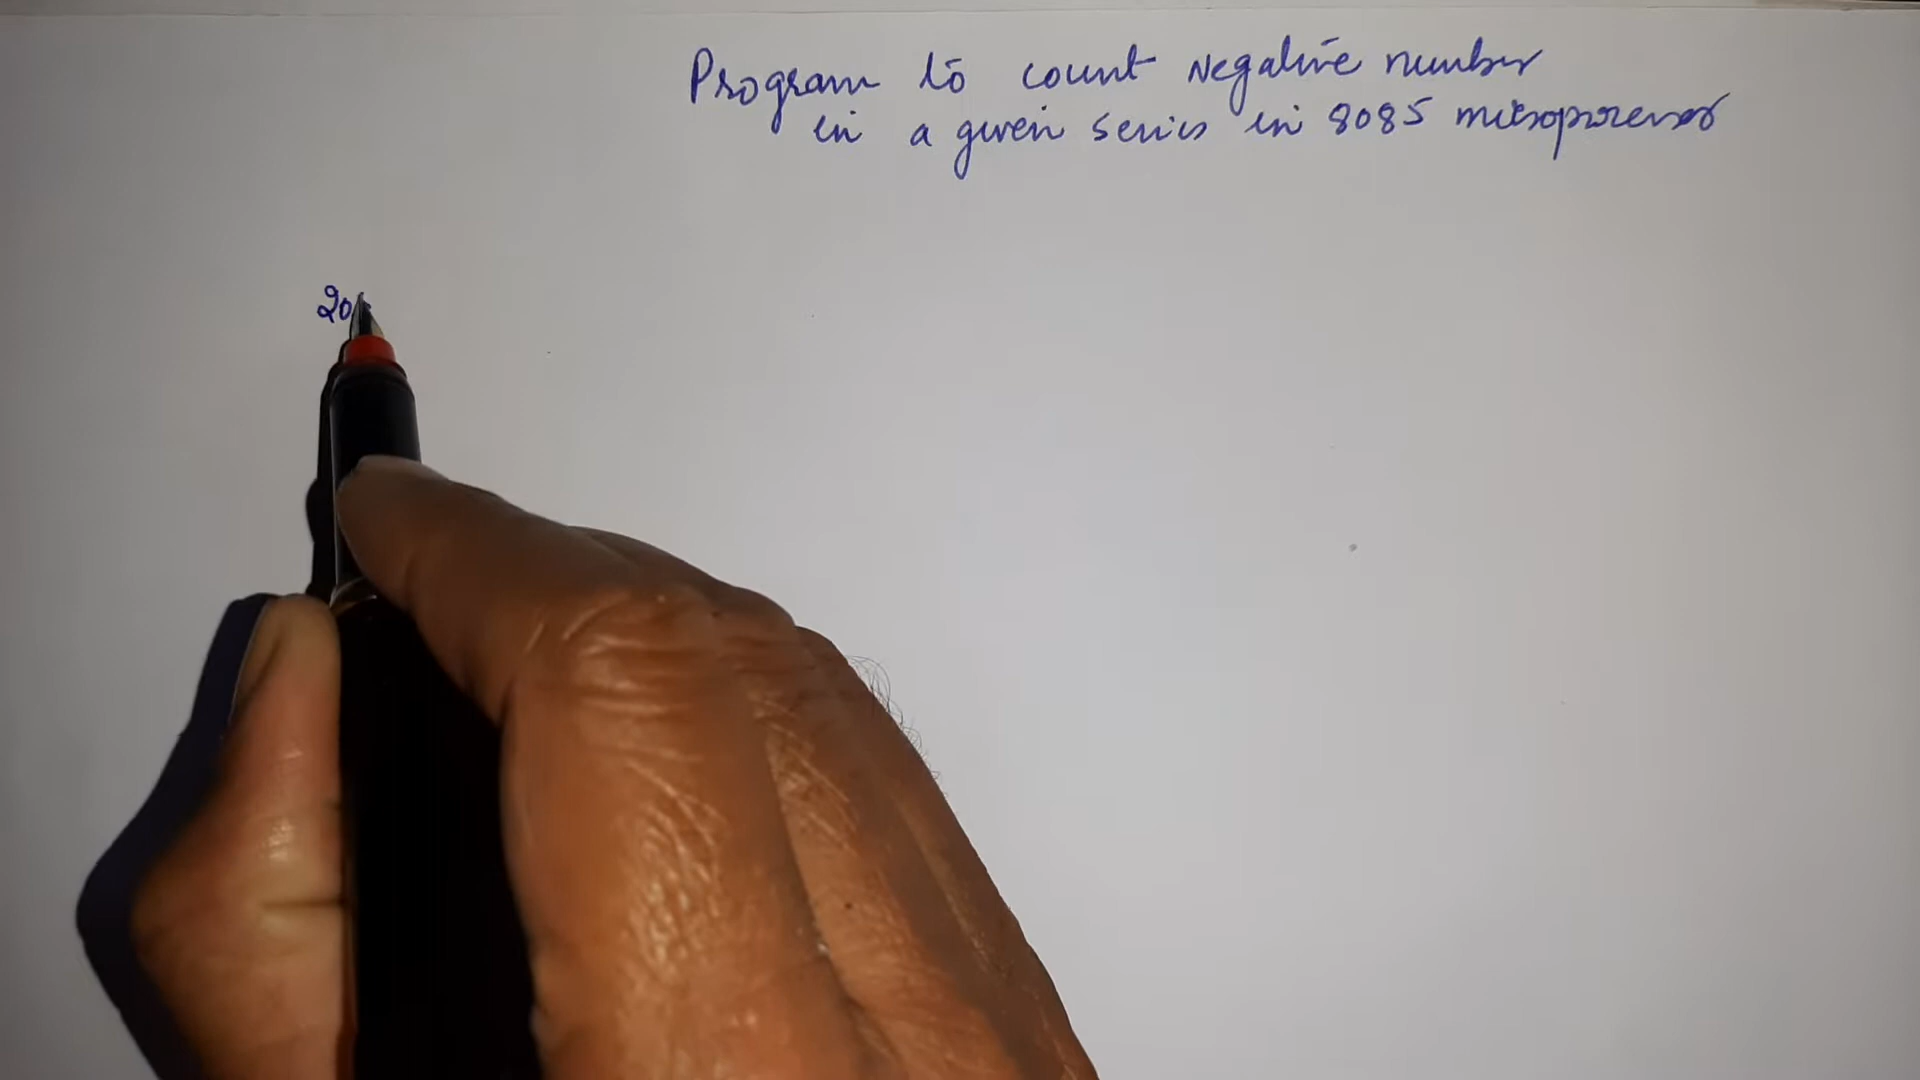 Program to count Negative number
in a given series in 8085 microprocessor
20